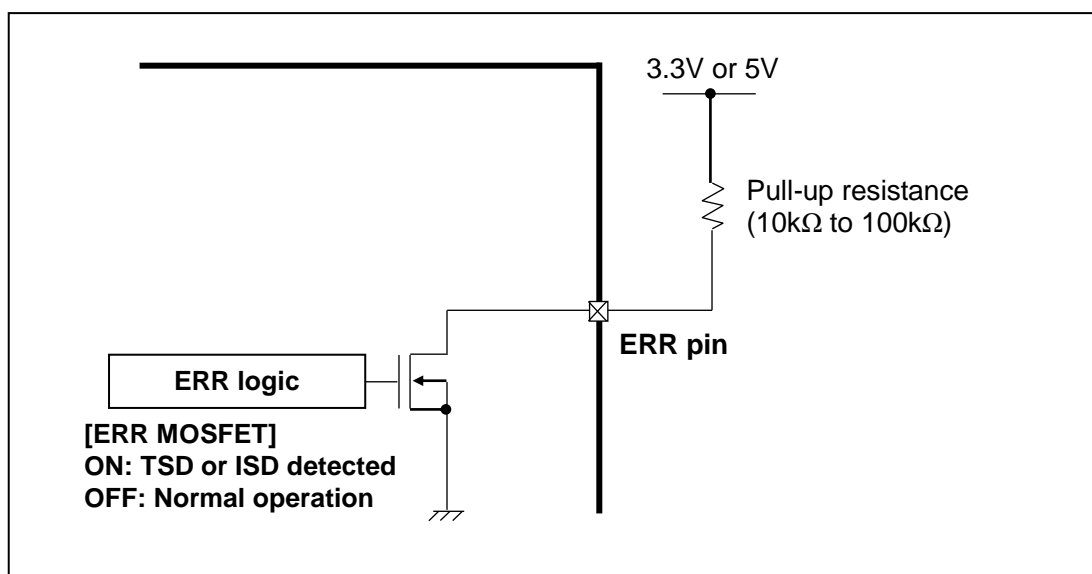 3.3V or 5V
Pull-up resistance
(10kΩ to 100kΩ)
ERR pin
ERR logic
[ERR MOSFET]
ON: TSD or ISD detected
OFF: Normal operation